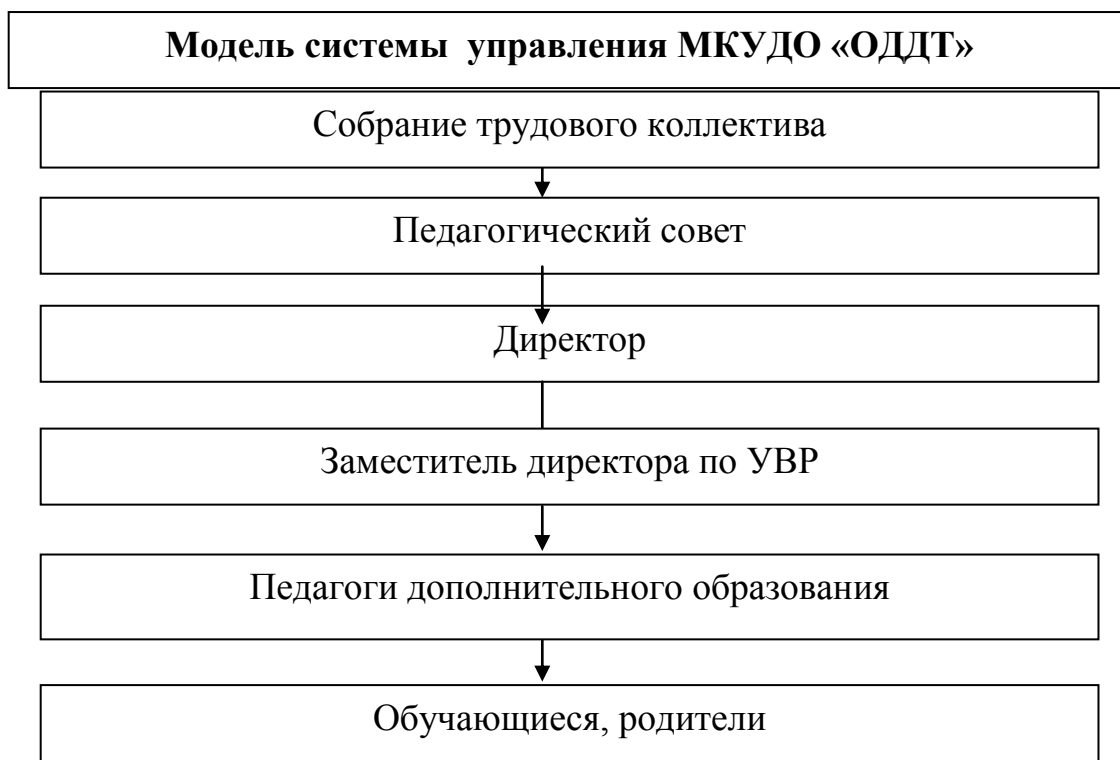 Модель системы управления МКУДО «ОДДТ»
Собрание трудового коллектива
Педагогический совет
Директор
Заместитель директора по УВР
Педагоги дополнительного образования
Обучающиеся, родители